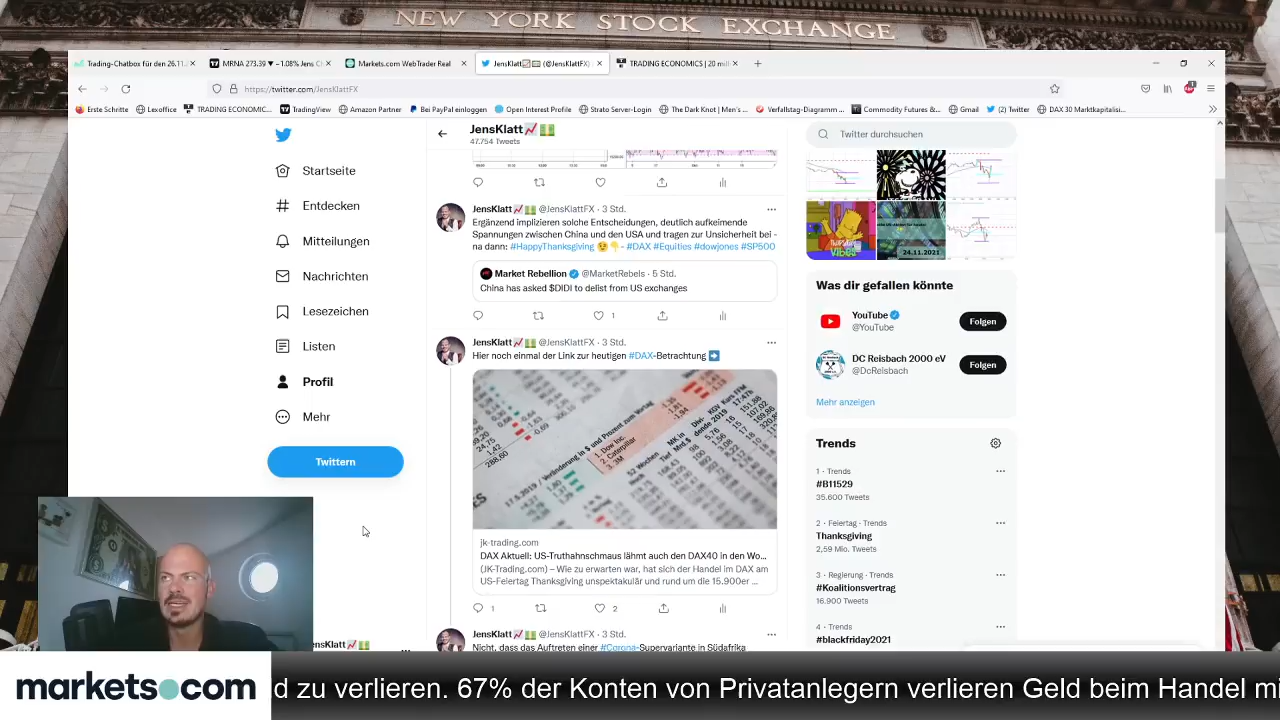 NEW YORK STOCK EXCHANGE
Trading-Chatbox für den 26.11.
MRNA 273.39 ▼ −1.08% Jens C
Markets.com WebTrader Real
JensKlatt📈💵 (@JensKlattFX)
TRADING ECONOMICS | 20 mill
https://twitter.com/JensKlattFX
Erste Schritte
Lexoffice
TRADING ECONOMIC...
TradingView
Amazon Partner
Bei PayPal einloggen
Open Interest Profile
Strato Server-Login
The Dark Knot | Men's ...
Verfallstag-Diagramm ...
Commodity Futures &...
Gmail
(2) Twitter
DAX 30 Marktkapitalisi...
Startseite
Entdecken
Mitteilungen
Nachrichten
Lesezeichen
Listen
Profil
Mehr
Twittern
JensKlatt📈💵
47.754 Tweets
JensKlatt📈💵 @JensKlattFX · 3 Std.
Ergänzend implizieren solche Entscheidungen, deutlich aufkeimende
Spannungen zwischen China und den USA und tragen zur Unsicherheit bei -
na dann: #HappyThanksgiving 😉👇 - #DAX #Equities #dowjones #SP500
Market Rebellion @MarketRebels · 5 Std.
China has asked $DIDI to delist from US exchanges
1
JensKlatt📈💵 @JensKlattFX · 3 Std.
Hier noch einmal der Link zur heutigen #DAX-Betrachtung ➡
jk-trading.com
DAX Aktuell: US-Truthahnschmaus lähmt auch den DAX40 in den Wo...
(JK-Trading.com) – Wie zu erwarten war, hat sich der Handel im DAX am
US-Feiertag Thanksgiving unspektakulär und rund um die 15.900er ...
1
2
JensKlatt📈💵 @JensKlattFX · 3 Std.
Nicht, dass das Auftreten einer #Corona-Supervariante in Südafrika
Twitter durchsuchen
24.11.2021
Was dir gefallen könnte
YouTube
@YouTube
Folgen
DC Reisbach 2000 eV
@DcReisbach
Folgen
Mehr anzeigen
Trends
1 · Trends
#B11529
35.600 Tweets
2 · Feiertag · Trends
Thanksgiving
2,59 Mio. Tweets
3 · Regierung · Trends
#Koalitionsvertrag
16.900 Tweets
4 · Trends
#blackfriday2021
markets.com
d zu verlieren. 67% der Konten von Privatanlegern verlieren Geld beim Handel mi